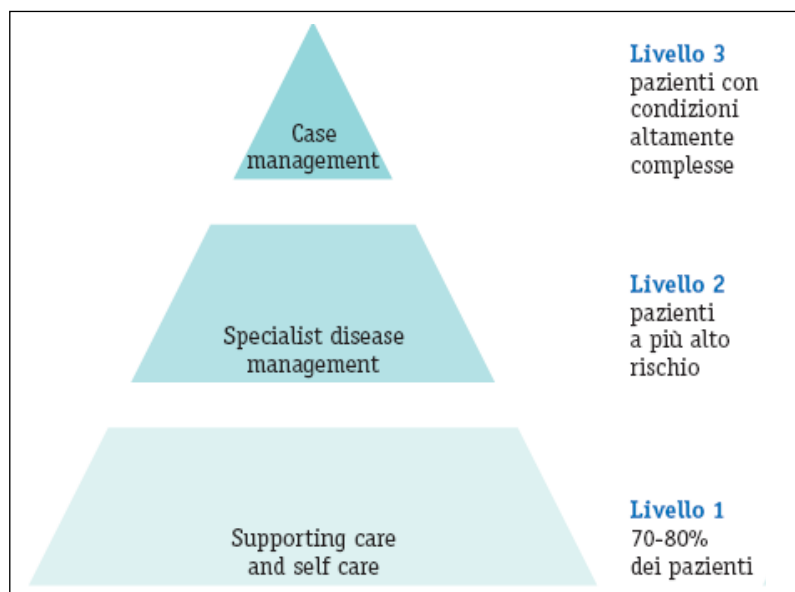 Case
management
Livello 3
pazienti con
condizioni
altamente
complesse
Specialist disease
management
Livello 2
pazienti
a più alto
rischio
Supporting care
and self care
Livello 1
70-80%
dei pazienti